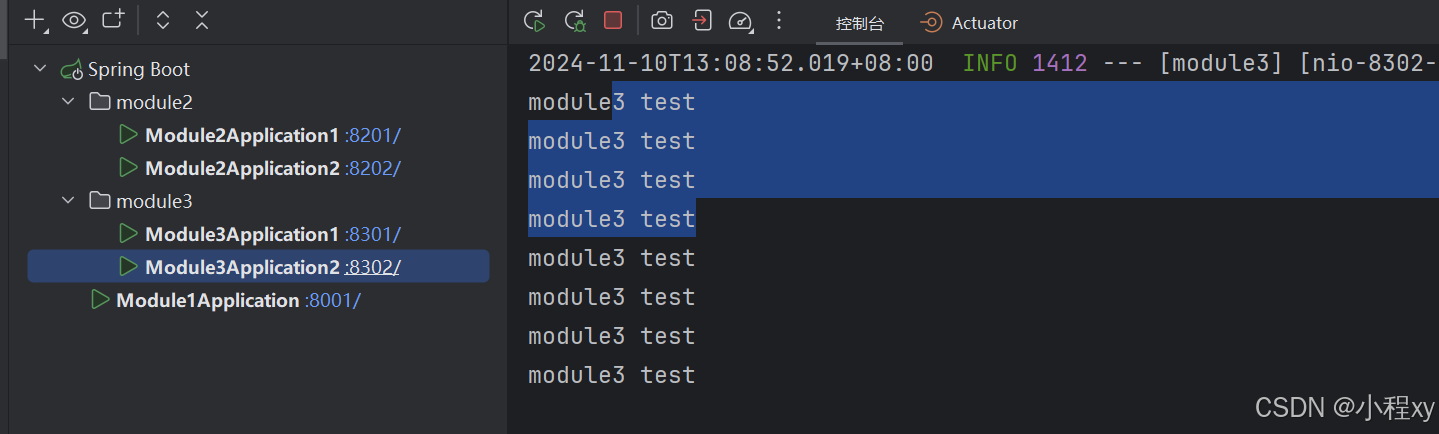 控制台
Actuator
Spring Boot
module2
Module2Application1 :8201/
Module2Application2 :8202/
module3
Module3Application1 :8301/
Module3Application2 :8302/
Module1Application :8001/
2024-11-10T13:08:52.019+08:00 INFO 1412 --- [module3] [nio-8302-
module3 test
module3 test
module3 test
module3 test
module3 test
module3 test
module3 test
module3 test
CSDN @小程xy